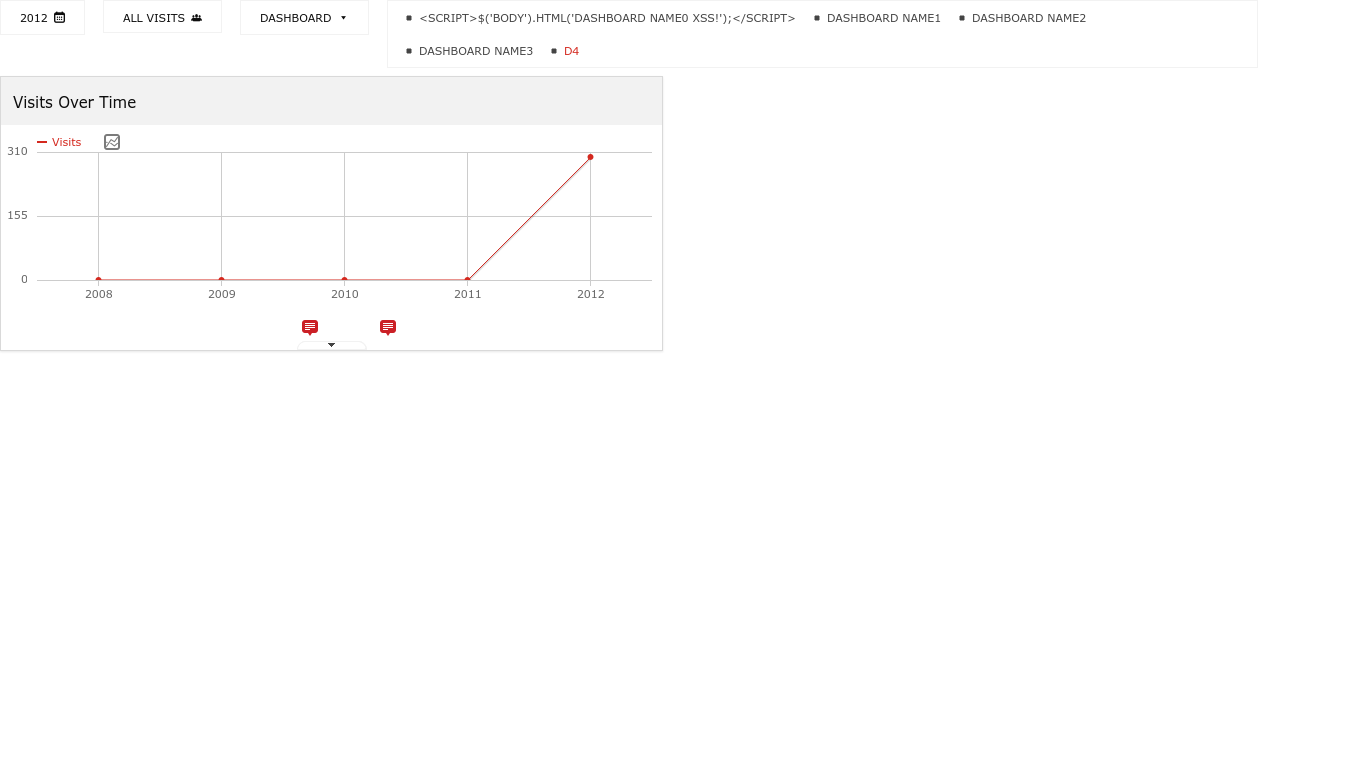 2012 ALL VISITS DASHBOARD <SCRIPT>$('BODY').HTML('DASHBOARD NAME0 XSS!');</SCRIPT> DASHBOARD NAME1 DASHBOARD NAME2
DASHBOARD NAME3 D4
Visits Over Time
Visits
310
155
0
2008 2009 2010 2011 2012